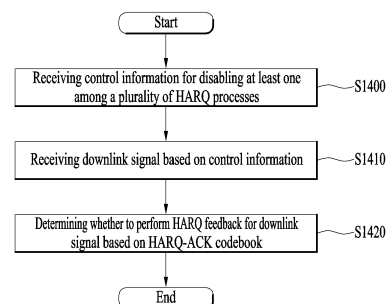 Start
Receiving control information for disabling at least one
among a plurality of HARQ processes
S1400
Receiving downlink signal based on control information
S1410
Determining whether to perform HARQ feedback for downlink
signal based on HARQ-ACK codebook
S1420
End